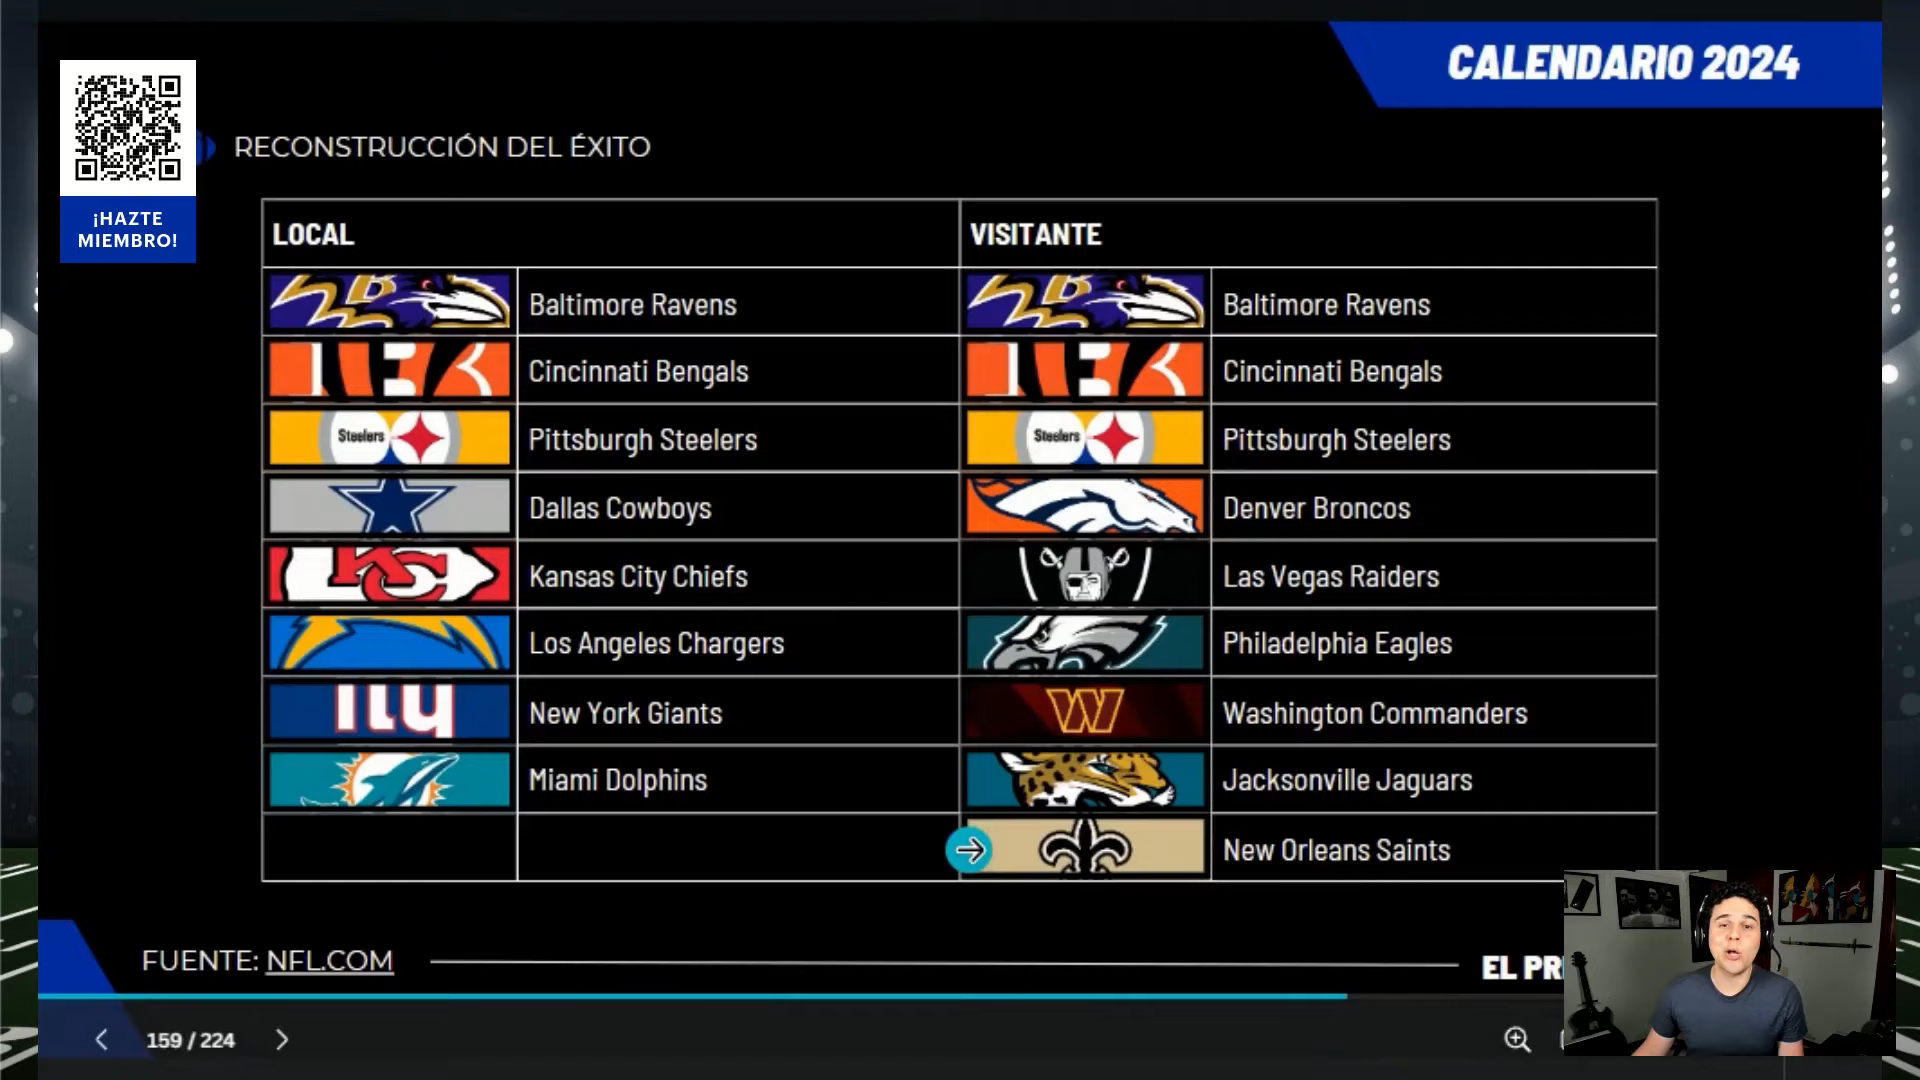 CALENDARIO 2024
¡HAZTE
MIEMBRO!
RECONSTRUCCIÓN DEL ÉXITO
LOCAL
VISITANTE
Baltimore Ravens
Baltimore Ravens
Cincinnati Bengals
Cincinnati Bengals
Steelers
Pittsburgh Steelers
Steelers
Pittsburgh Steelers
Dallas Cowboys
Denver Broncos
KC
Kansas City Chiefs
Las Vegas Raiders
Los Angeles Chargers
Philadelphia Eagles
ny
New York Giants
W
Washington Commanders
Miami Dolphins
Jacksonville Jaguars
New Orleans Saints
FUENTE: NFL.COM
EL
159 / 224